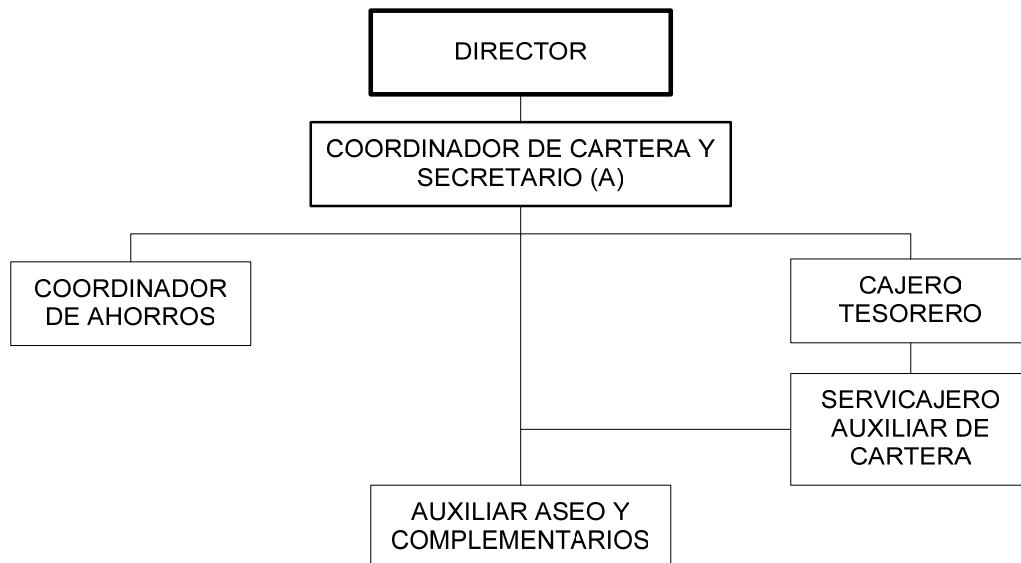 DIRECTOR
COORDINADOR DE CARTERA Y
SECRETARIO (A)
COORDINADOR
DE AHORROS
CAJERO
TESORERO
SERVICAJERO
AUXILIAR DE
CARTERA
AUXILIAR ASEO Y
COMPLEMENTARIOS